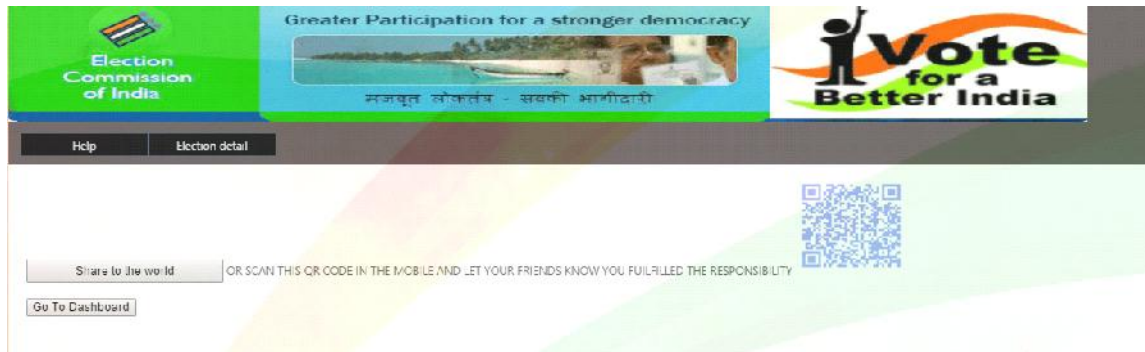 Election
Commission
of India
Greater Participation for a stronger democracy
मजबूत लोकतंत्र - सबकी भागीदारी
I Vote
for a
Better India
Help
Election detail
Share to the world
OR SCAN THIS QR CODE IN THE MOBILE AND LET YOUR FRIENDS KNOW YOU FULFILLED THE RESPONSIBILITY
Go To Dashboard